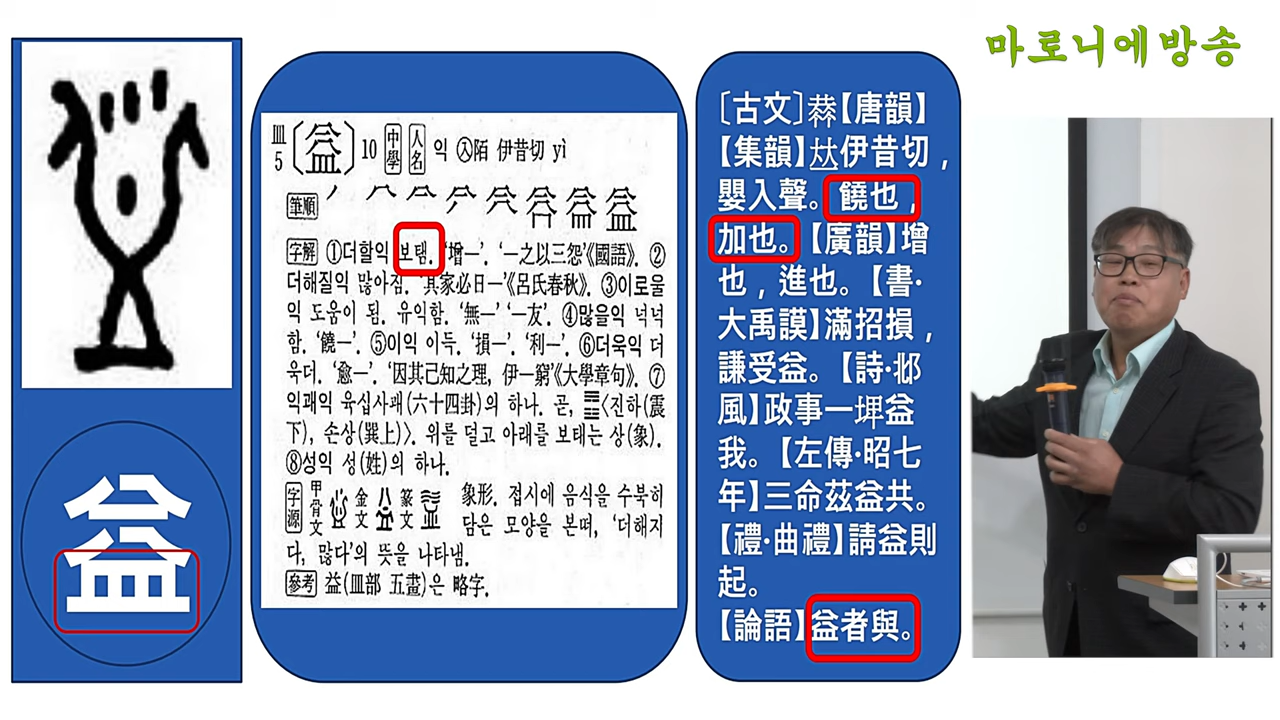 마로니에방송
益
皿
5
〔益〕10 中學 人名 익 ㊅陌 伊昔切 yì
筆順
字解 ①더할익 보탬. ‘增一’. ‘一之以三怨’《國語》. ②
더해질익 많아짐. ‘其家必日一’《呂氏春秋》. ③이로울
익 도움이 됨. 유익함. ‘無一’ ‘一友’. ④많을익 넉넉
함. ‘饒一’. ⑤이익 이득. ‘損一’. ‘利一’. ⑥더욱익 더
욱더. ‘愈一’. ‘因其己知之理, 伊一窮’《大學章句》. ⑦
익괘익 육십사괘(六十四卦)의 하나. 곧, ䷩〈진하(震
下), 손상(巽上)〉. 위를 덜고 아래를 보태는 상(象).
⑧성익 성(姓)의 하나.
字源 甲骨文 金文 篆文 象形. 접시에 음식을 수북히
담은 모양을 본떠, ‘더해지
다, 많다’의 뜻을 나타냄.
參考 益(皿部 五畫)은 略字.
〔古文〕【唐韻】
【集韻】𠀤伊昔切，
嬰入聲。饒也，
加也。【廣韻】增
也，進也。【書·
大禹謨】滿招損，
謙受益。【詩·邶
風】政事一埤益
我。【左傳·昭七
年】三命茲益共。
【禮·曲禮】請益則
起。
【論語】益者與。